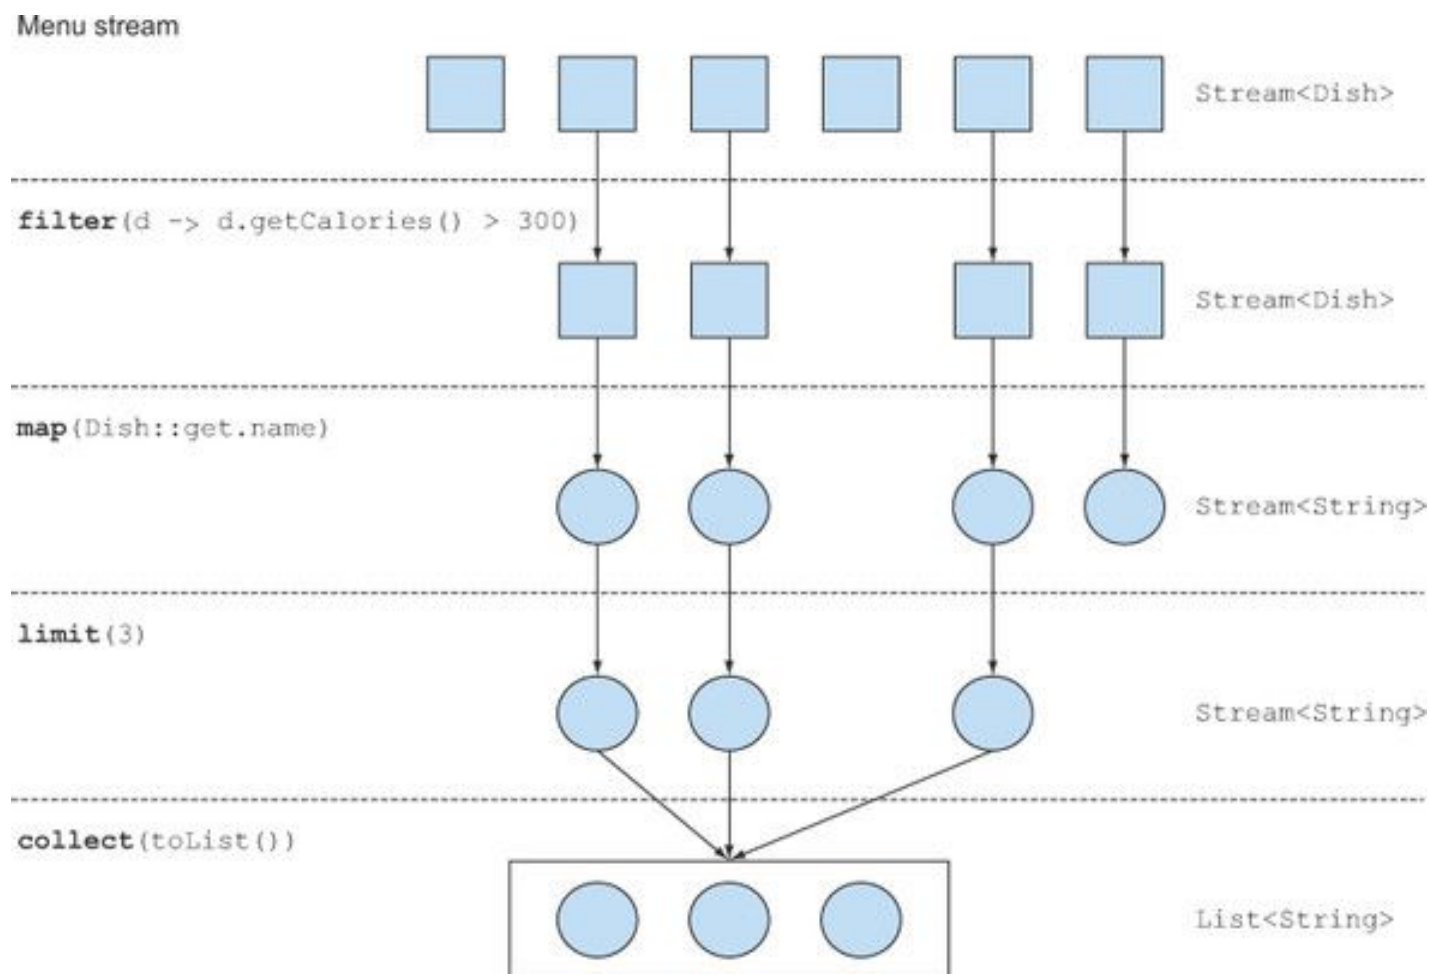 Menu stream
Stream<Dish>
filter(d -> d.getCalories() > 300)
Stream<Dish>
map(Dish::get.name)
Stream<String>
limit(3)
Stream<String>
collect(toList())
List<String>